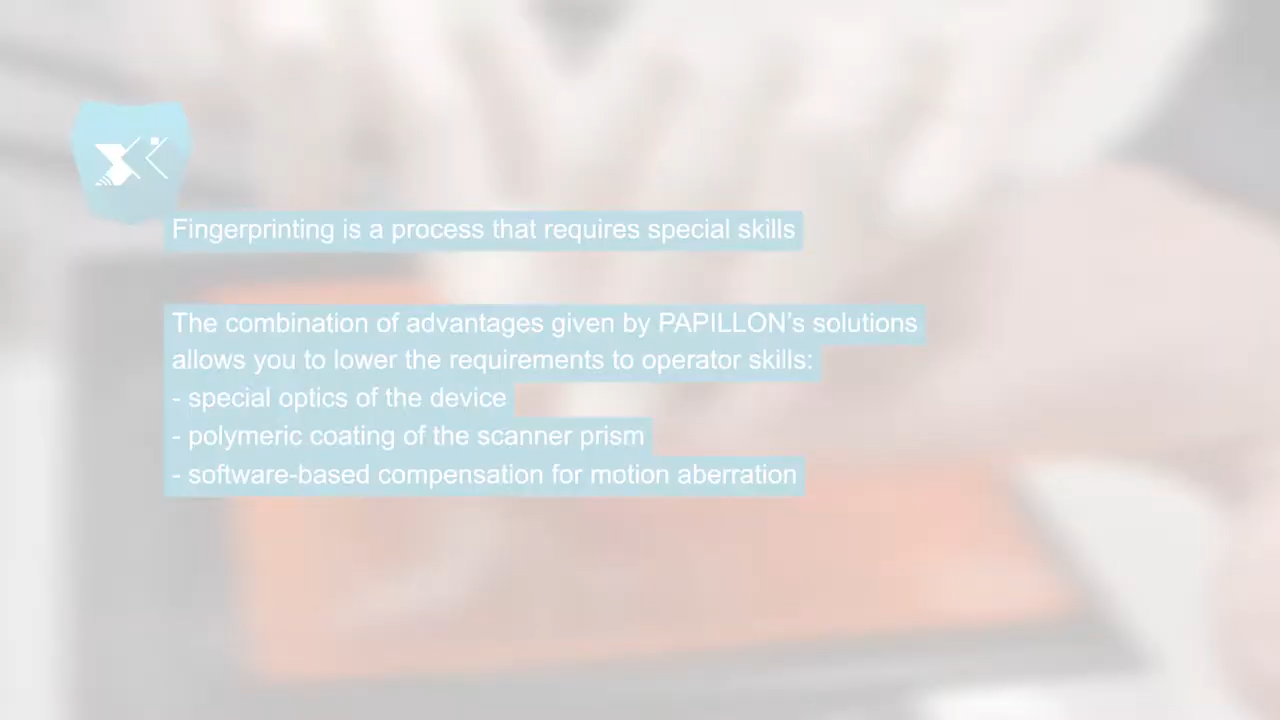 Fingerprinting is a process that requires special skills
The combination of advantages given by PAPILLON's solutions
allows you to lower the requirements to operator skills:
- special optics of the device
- polymeric coating of the scanner prism
- software-based compensation for motion aberration